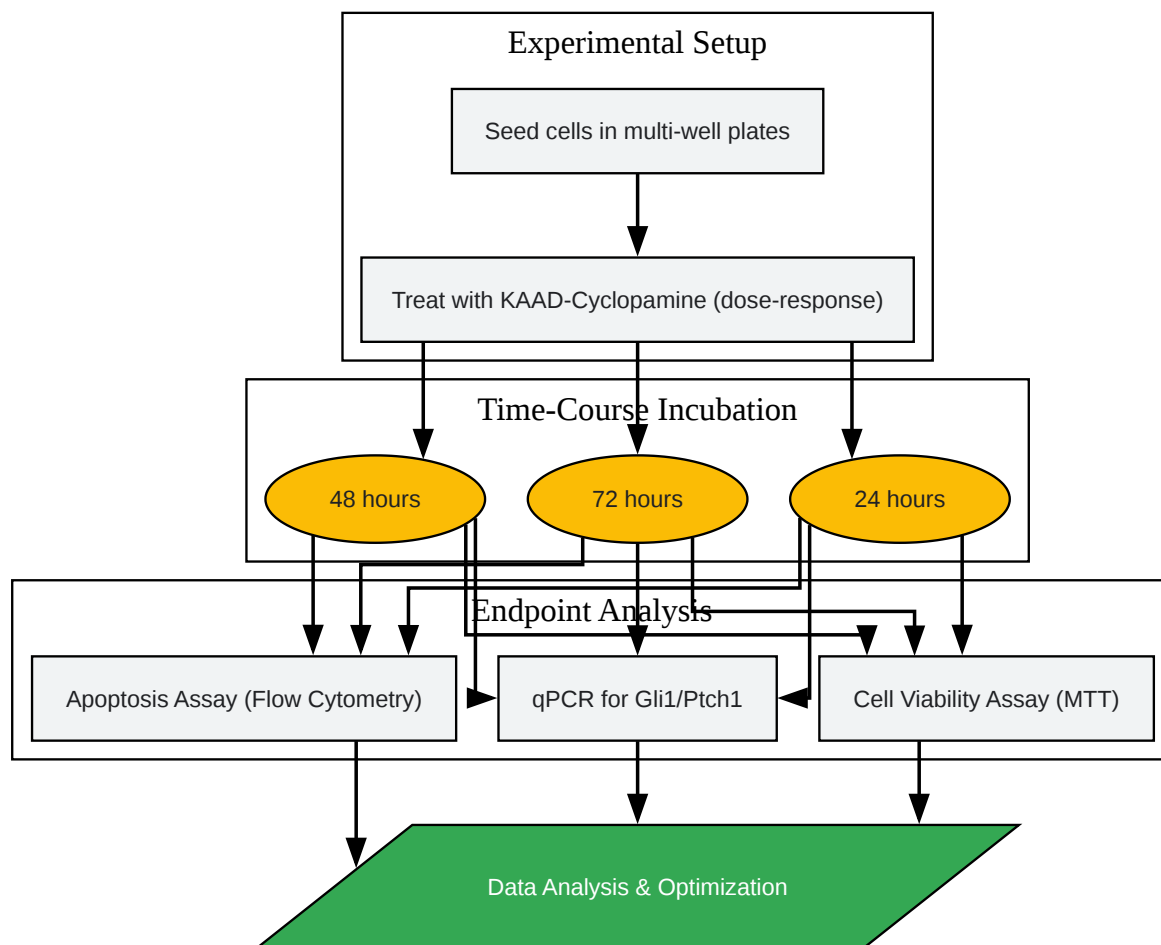 Experimental Setup
Seed cells in multi-well plates
Treat with KAAD-Cyclopamine (dose-response)
Time-Course Incubation
48 hours
72 hours
24 hours
Endpoint Analysis
Apoptosis Assay (Flow Cytometry)
qPCR for Gli1/Ptch1
Cell Viability Assay (MTT)
Data Analysis & Optimization